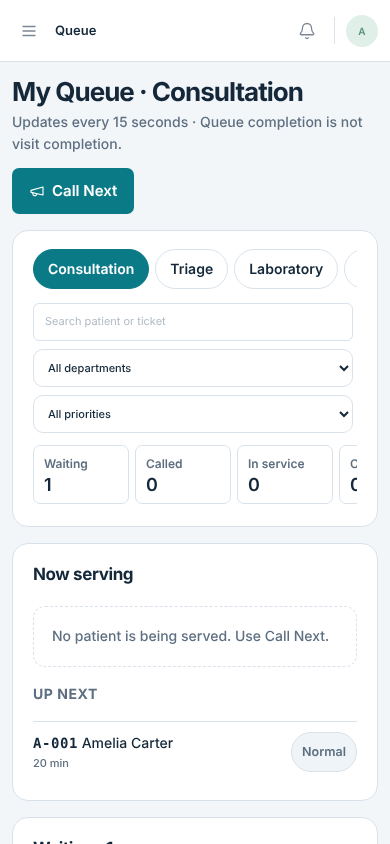 Queue
A
My Queue · Consultation
Updates every 15 seconds · Queue completion is not
visit completion.
Call Next
Consultation
Triage
Laboratory
Search patient or ticket
All departments
All priorities
Waiting
Called
In service
1
0
0
Now serving
No patient is being served. Use Call Next.
UP NEXT
A-001 Amelia Carter
Normal
20 min